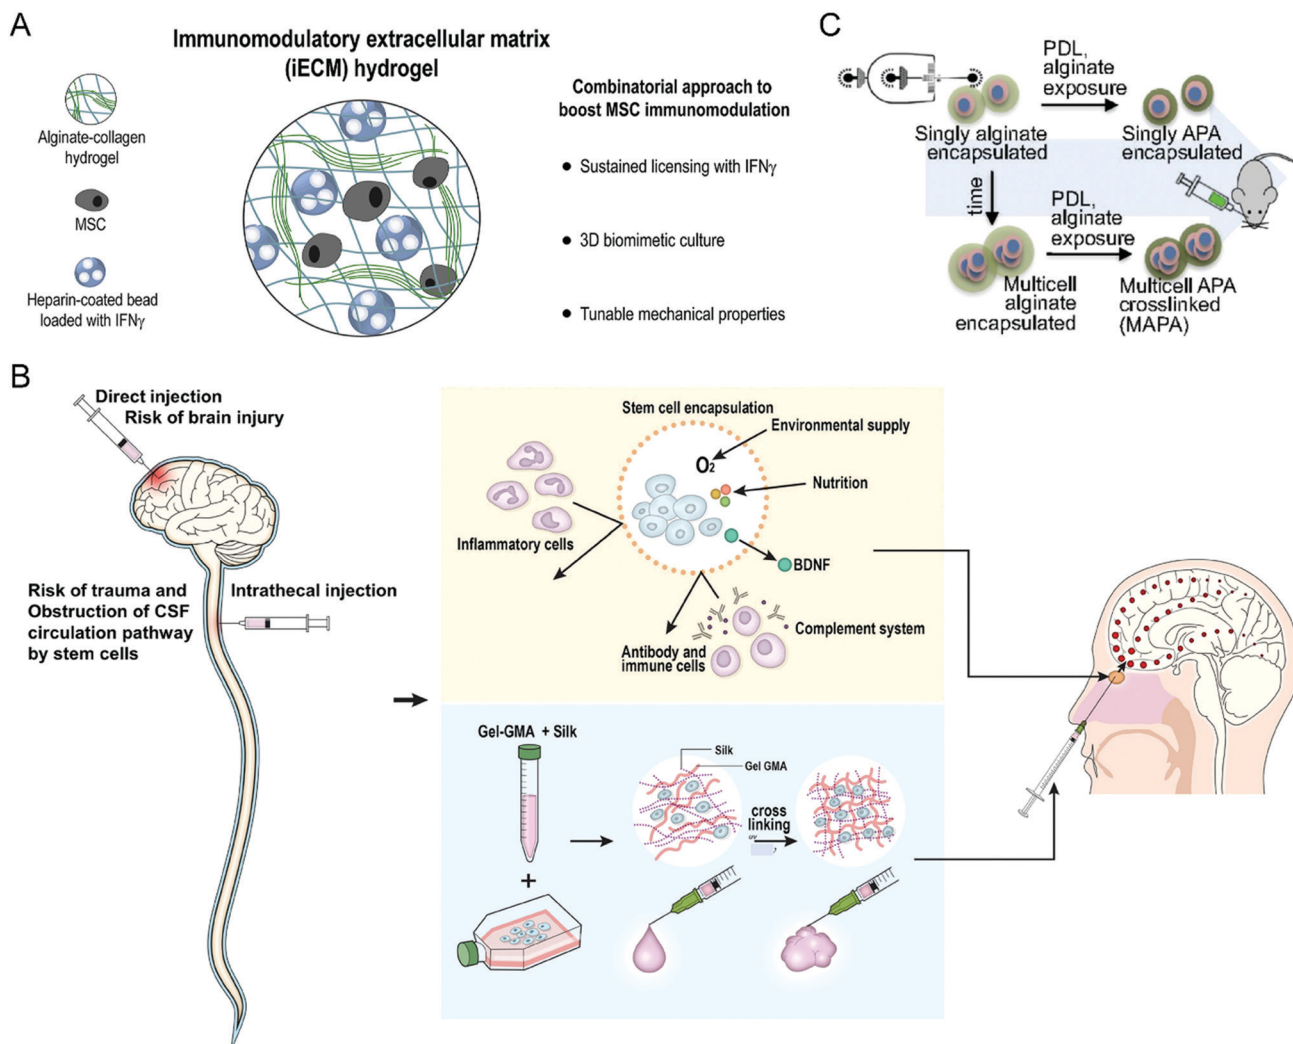 A
Immunomodulatory extracellular matrix
(iECM) hydrogel
Alginate-collagen
hydrogel
MSC
Heparin-coated bead
loaded with IFNγ
Combinatorial approach to
boost MSC immunomodulation
● Sustained licensing with IFNγ
● 3D biomimetic culture
● Tunable mechanical properties
C
PDL,
alginate
exposure
Singly alginate
encapsulated
Singly APA
encapsulated
time
PDL,
alginate
exposure
Multicell
alginate
encapsulated
Multicell APA
crosslinked
(MAPA)
B
Direct injection
Risk of brain injury
Risk of trauma and
Obstruction of CSF
circulation pathway
by stem cells
Intrathecal injection
Stem cell encapsulation
Environmental supply
O2
Nutrition
Inflammatory cells
BDNF
Complement system
Antibody and
immune cells
Gel-GMA + Silk
Silk
Gel GMA
cross
linking
uv
+